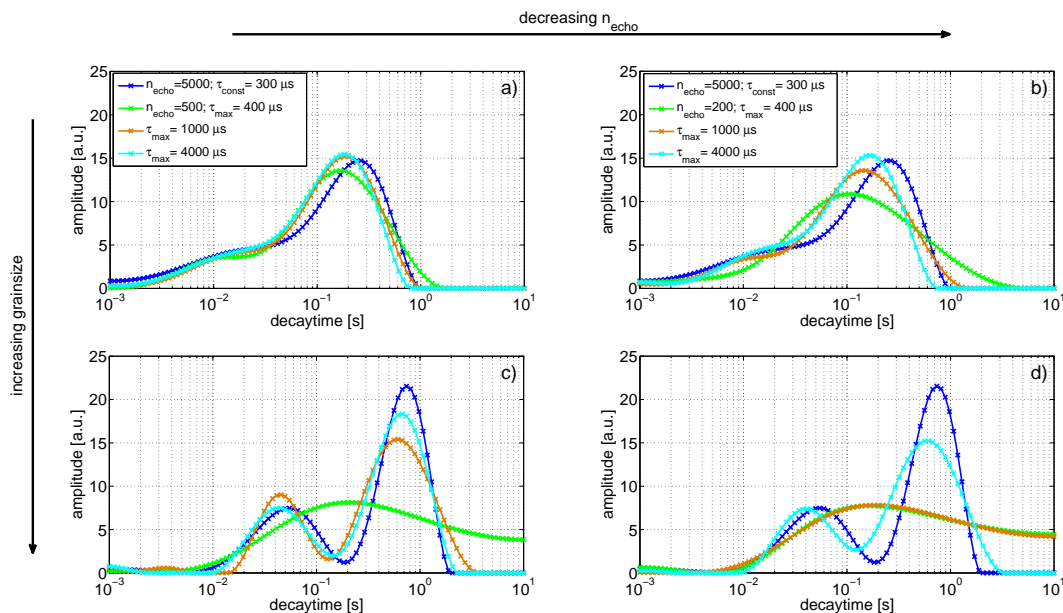 decreasing n_echo
increasing grainsize
a)
n_echo=5000; τ_const= 300 µs
n_echo=500; τ_max= 400 µs
τ_max= 1000 µs
τ_max= 4000 µs
amplitude [a.u.]
25
20
15
10
5
0
10^-3 10^-2 10^-1 10^0 10^1
decaytime [s]
b)
n_echo=5000; τ_const= 300 µs
n_echo=200; τ_max= 400 µs
τ_max= 1000 µs
τ_max= 4000 µs
amplitude [a.u.]
25
20
15
10
5
0
10^-3 10^-2 10^-1 10^0 10^1
decaytime [s]
c)
amplitude [a.u.]
25
20
15
10
5
0
10^-3 10^-2 10^-1 10^0 10^1
decaytime [s]
d)
amplitude [a.u.]
25
20
15
10
5
0
10^-3 10^-2 10^-1 10^0 10^1
decaytime [s]